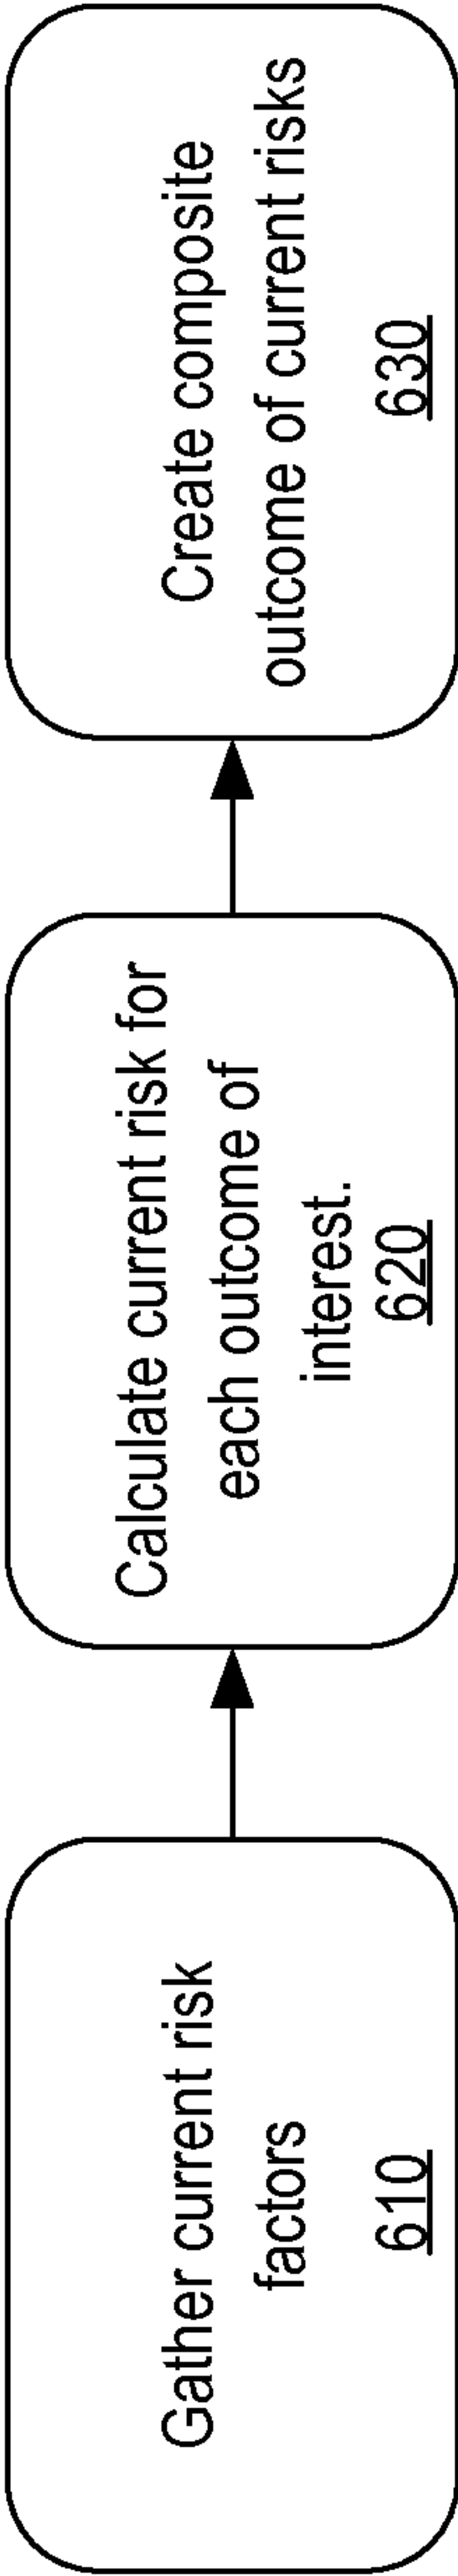 Gather current risk
factors
610
Calculate current risk for
each outcome of
interest.
620
Create composite
outcome of current risks
630